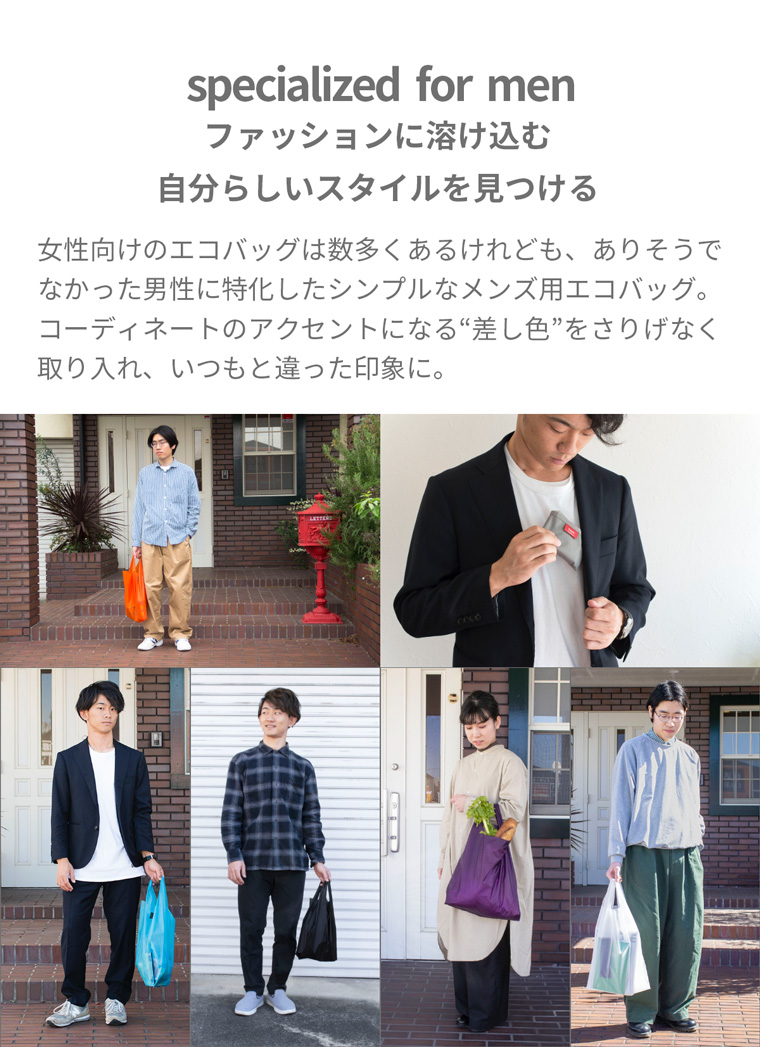 specialized for men
ファッションに溶け込む
自分らしいスタイルを見つける
女性向けのエコバッグは数多くあるけれども、ありそうで
なかった男性に特化したシンプルなメンズ用エコバッグ。
コーディネートのアクセントになる“差し色”をさりげなく
取り入れ、いつもと違った印象に。
LETTERS